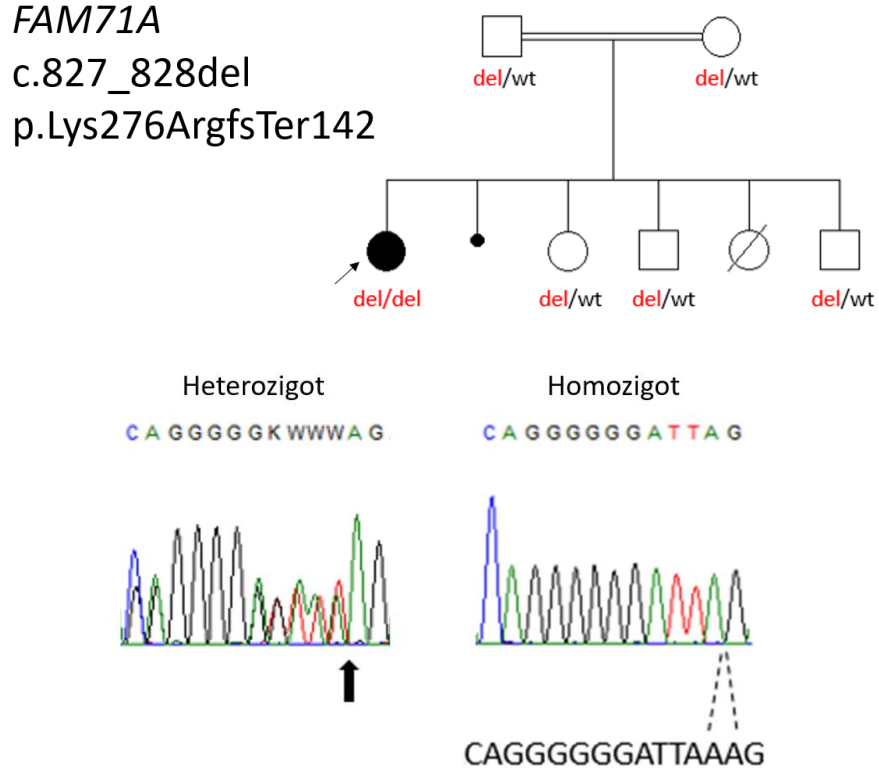 FAM71A
c.827_828del
p.Lys276ArgfsTer142
del/wt del/wt
del/del del/wt del/wt del/wt
Heterozigot Homozigot
CAGGGGGKWWWAG CAGGGGGGATTAG
CAGGGGGGATTAAAG